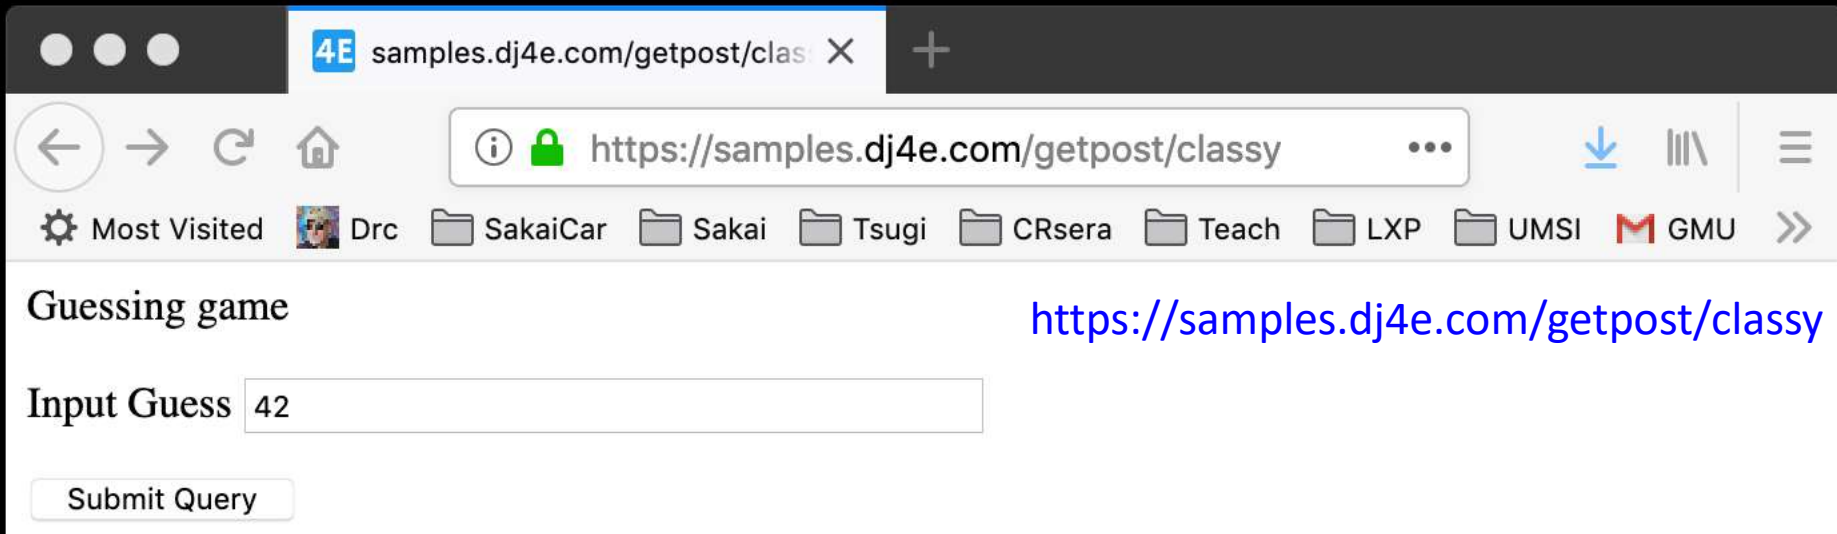 4E samples.dj4e.com/getpost/clas
https://samples.dj4e.com/getpost/classy
Most Visited Drc SakaiCar Sakai Tsugi CRsera Teach LXP UMSI GMU
Guessing game
https://samples.dj4e.com/getpost/classy
Input Guess 42
Submit Query